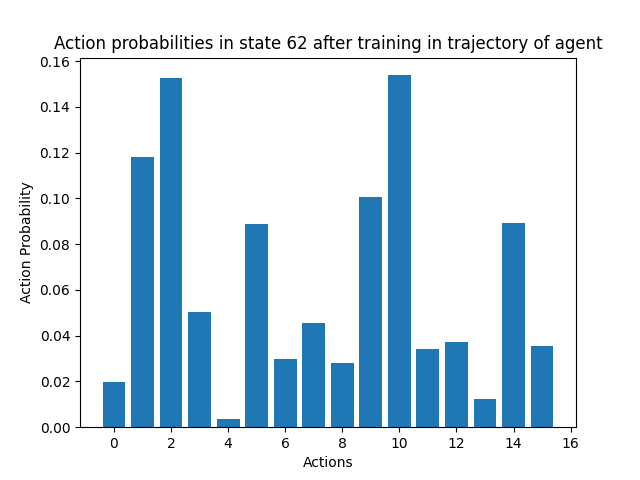 Action probabilities in state 62 after training in trajectory of agent
0.16
0.14
0.12
0.10
0.08
0.06
0.04
0.02
0.00
Action Probability
0 2 4 6 8 10 12 14 16
Actions